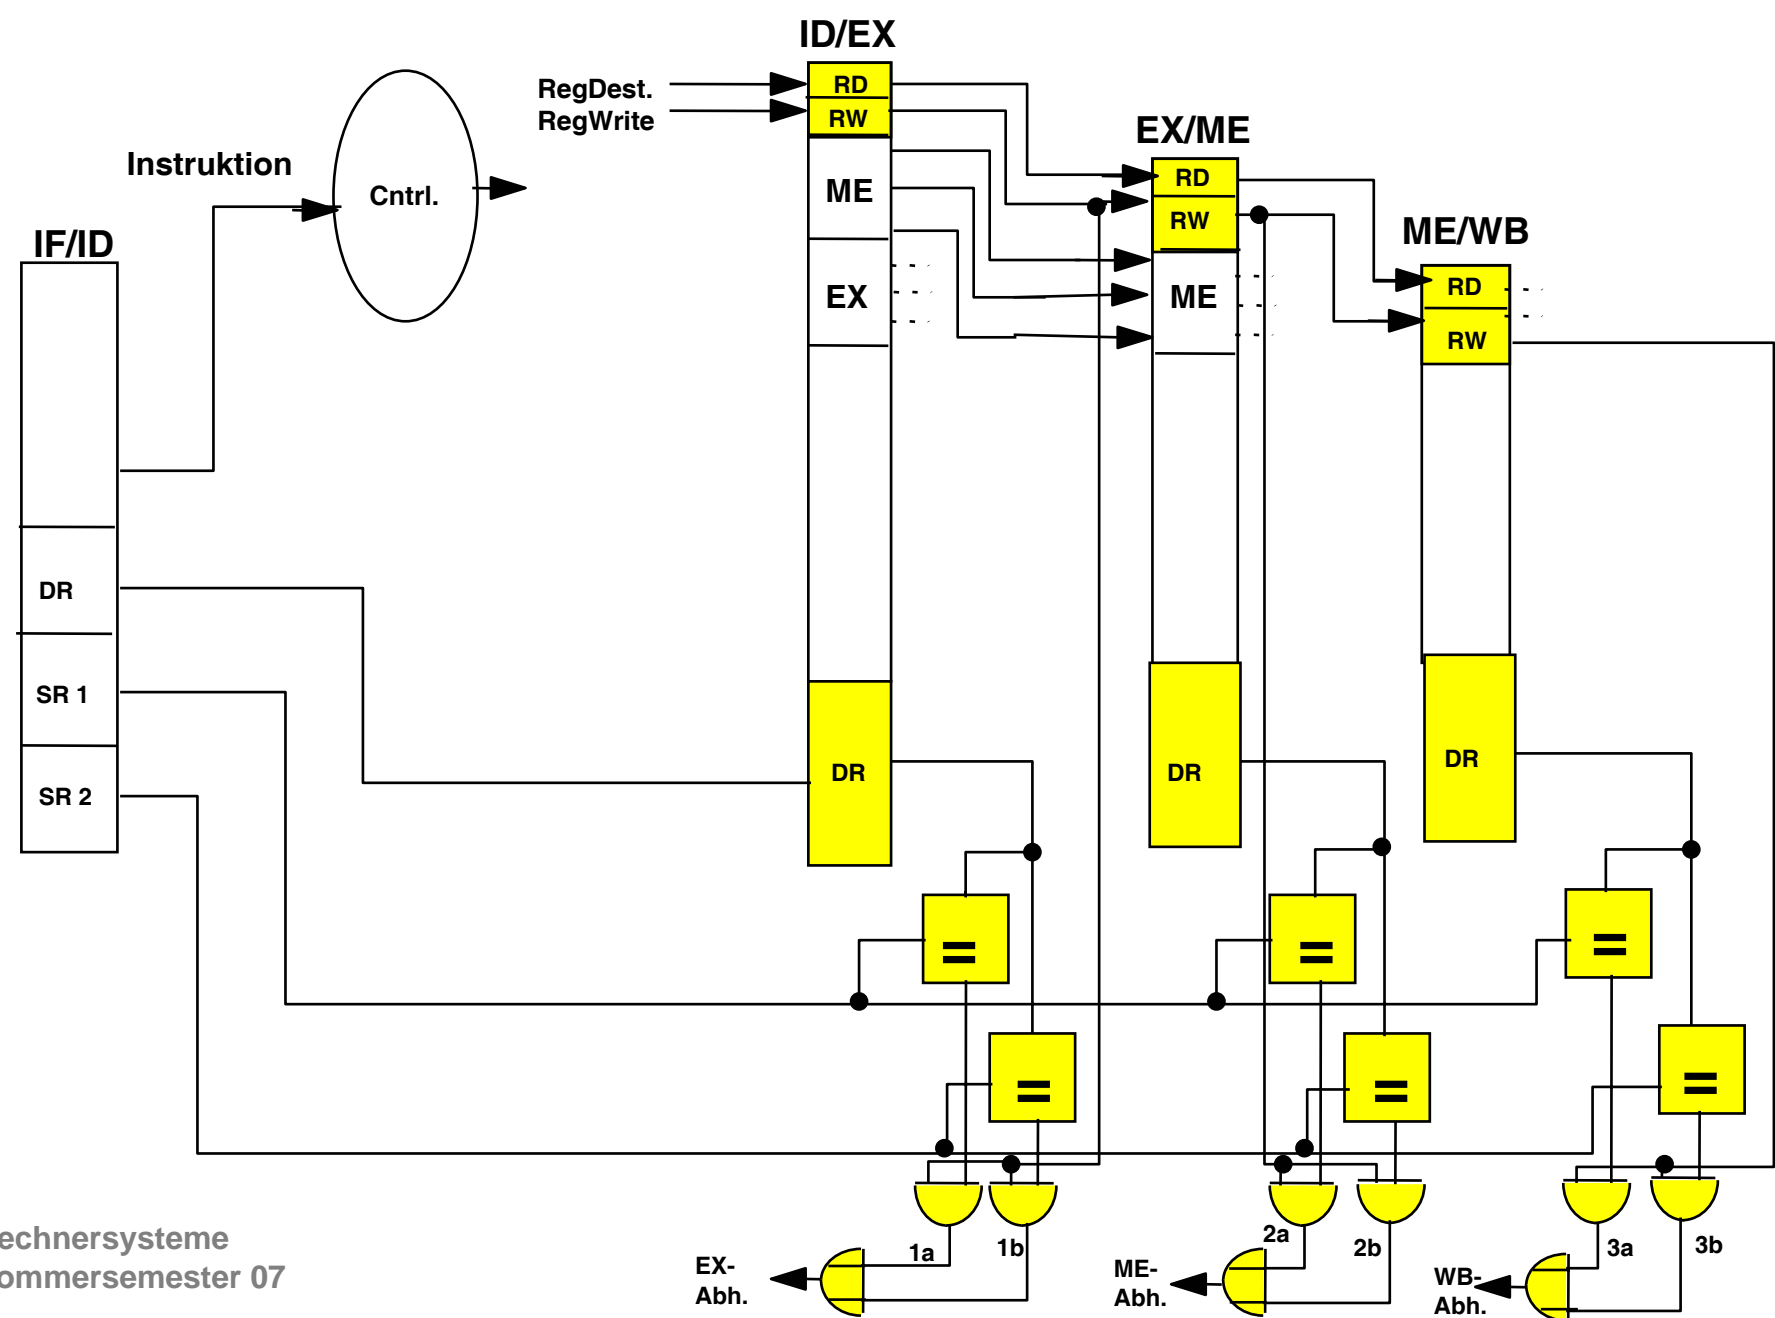 ID/EX
RegDest.
RegWrite
RD
RW
ME
EX
EX/ME
RD
RW
ME
ME/WB
RD
RW
Instruktion
Cntrl.
IF/ID
DR
SR 1
SR 2
DR
DR
DR
=
=
=
=
=
=
1a
1b
2a
2b
3a
3b
EX-
Abh.
ME-
Abh.
WB-
Abh.
echnersysteme
ommersemester 07